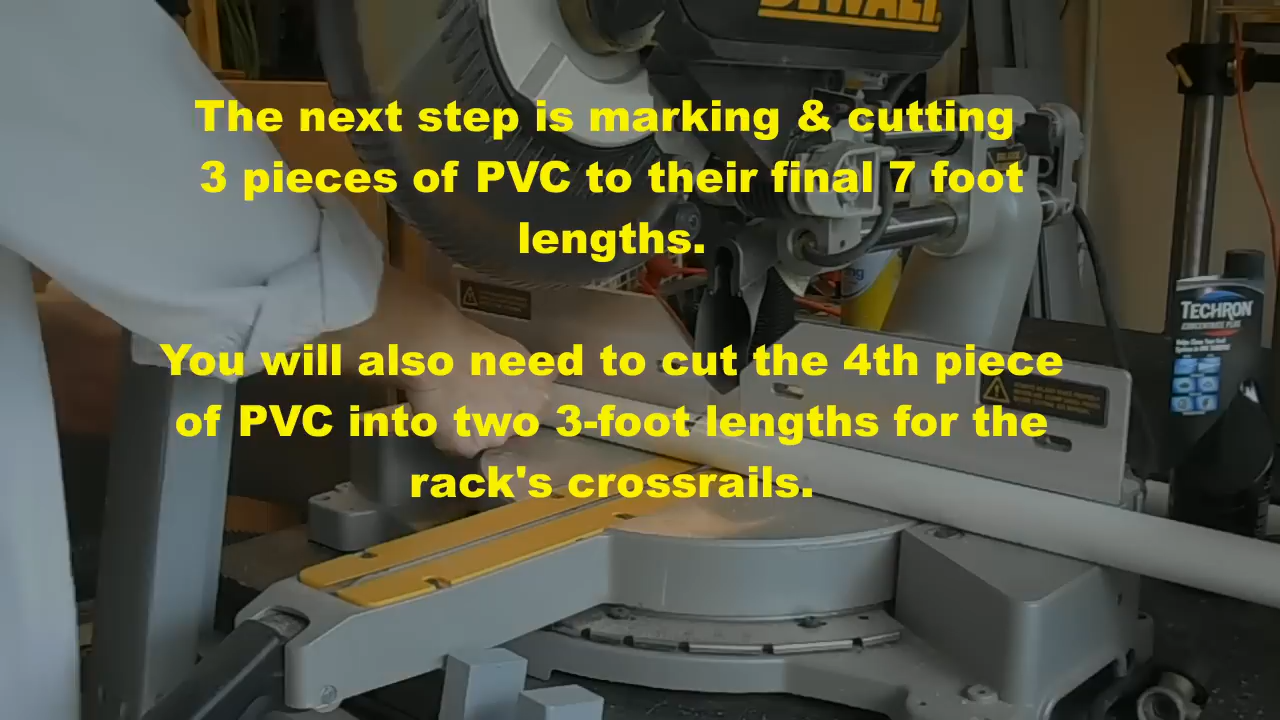 DEWALT
The next step is marking & cutting
3 pieces of PVC to their final 7 foot
lengths.
You will also need to cut the 4th piece
of PVC into two 3-foot lengths for the
rack's crossrails.
TECHRON
CONCENTRATE PLUS